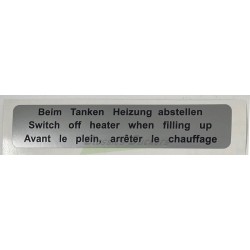 Beim Tanken Heizung abstellen
Switch off heater when filling up
Avant le plein, arrêter le chauffage